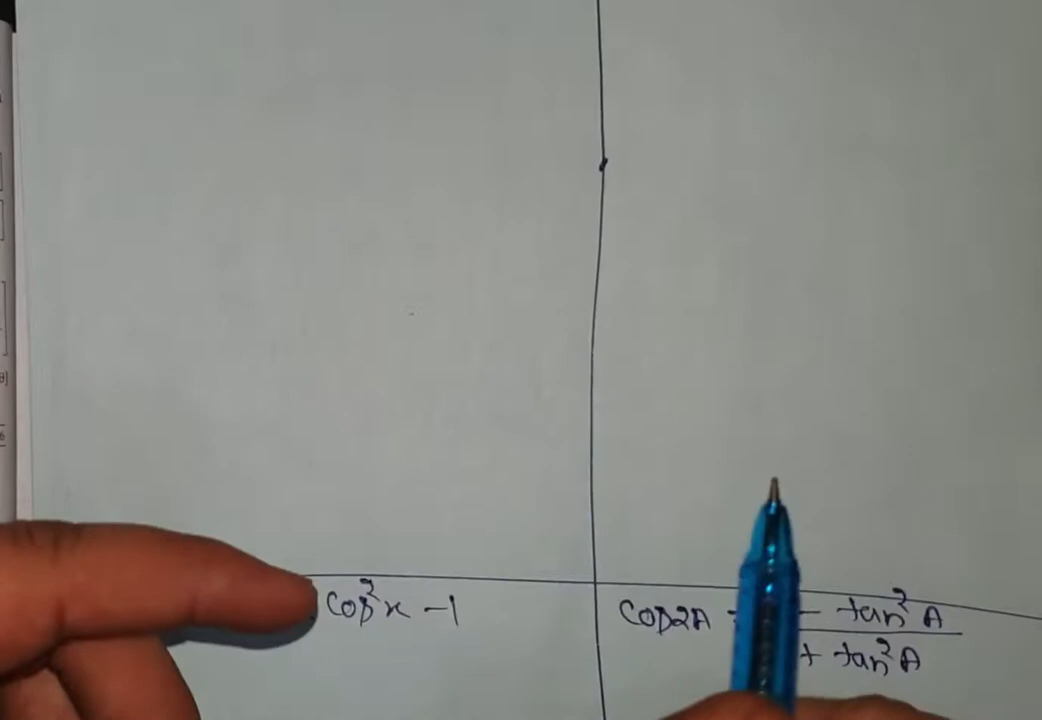 cos²x -1
cos2A - tan²A
+ tan²A